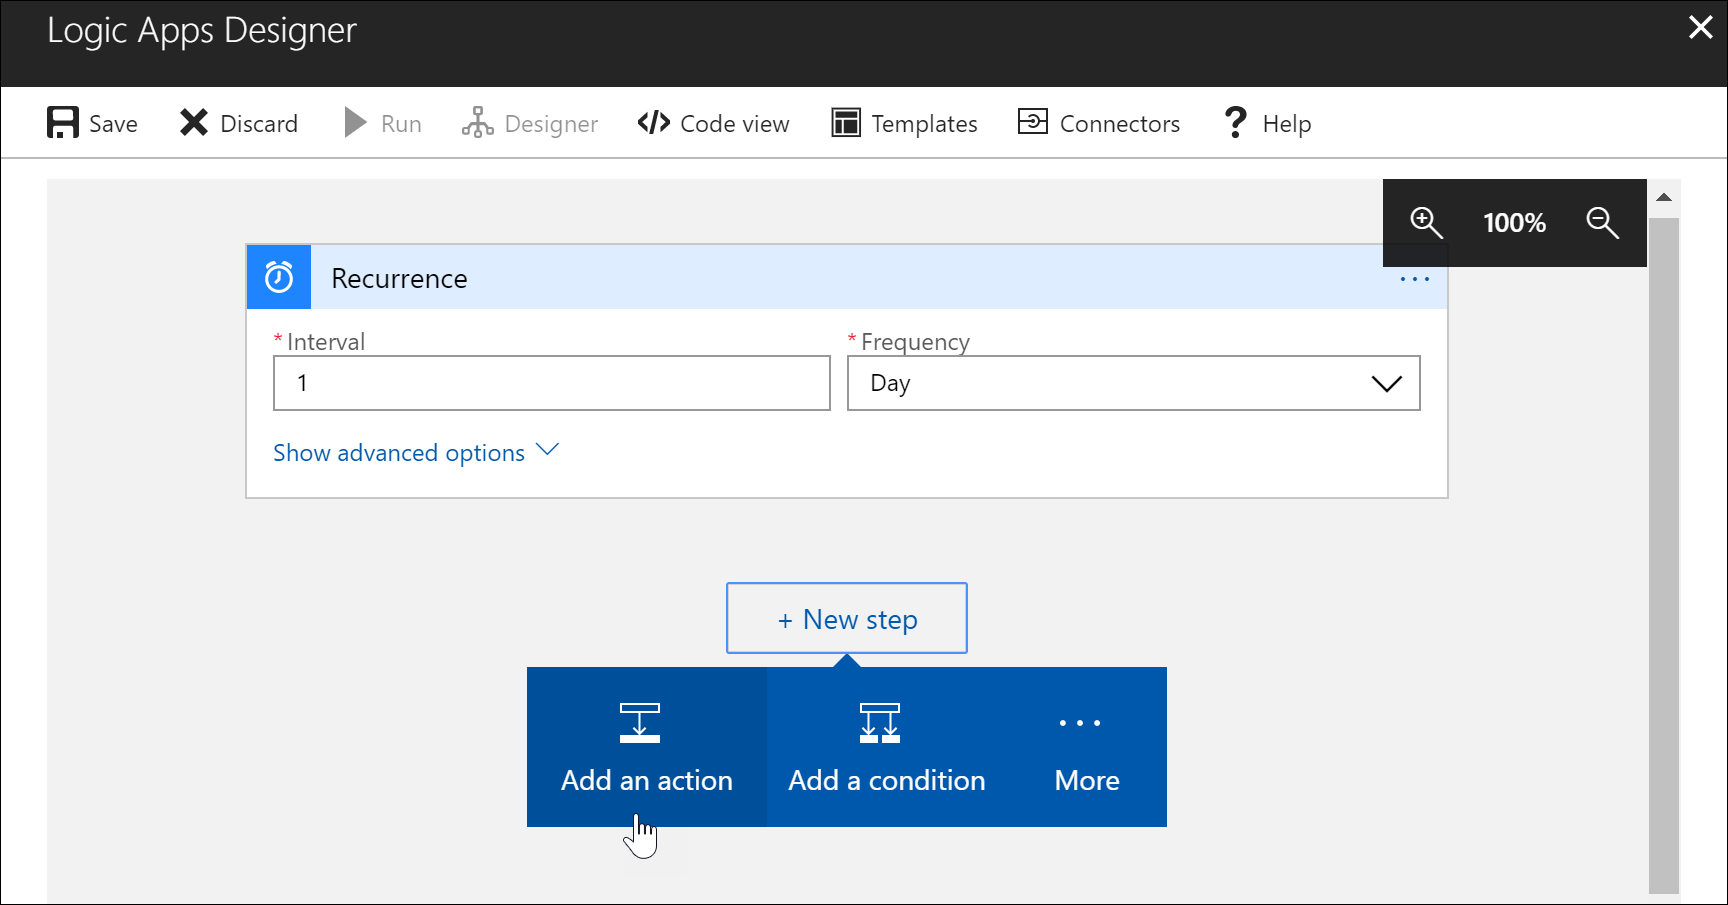 Logic Apps Designer
Save Discard Run Designer </> Code view Templates Connectors ? Help
100%
Recurrence
* Interval * Frequency
1 Day
Show advanced options
+ New step
Add an action Add a condition More